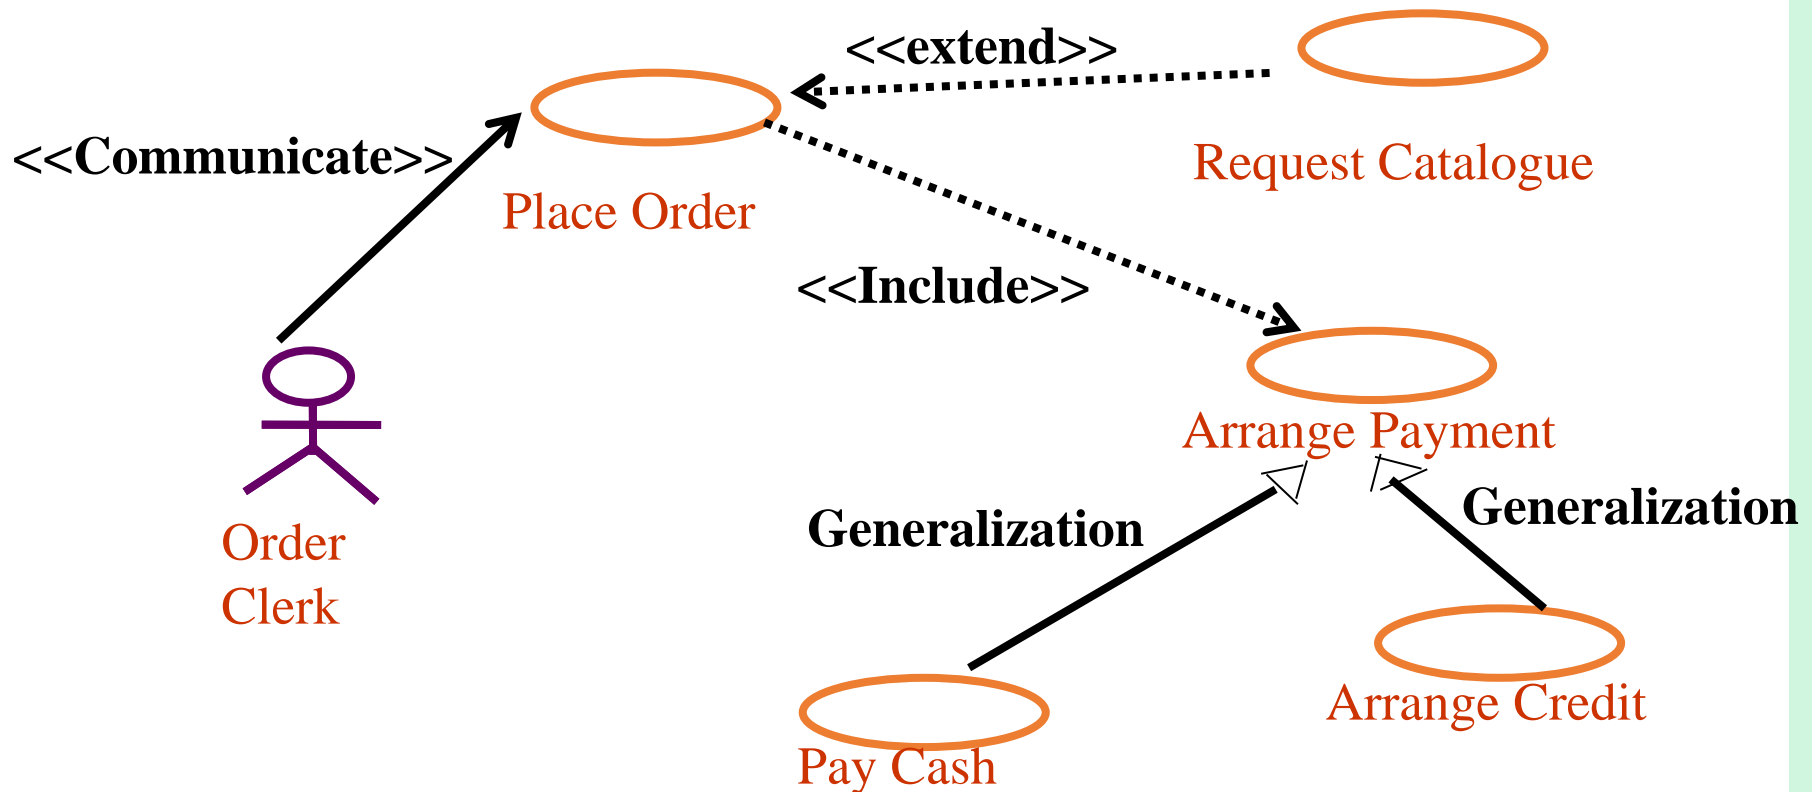 <<extend>>
<<Communicate>>
Request Catalogue
Place Order
<<Include>>
Arrange Payment
Generalization
Generalization
Order
Clerk
Arrange Credit
Pay Cash